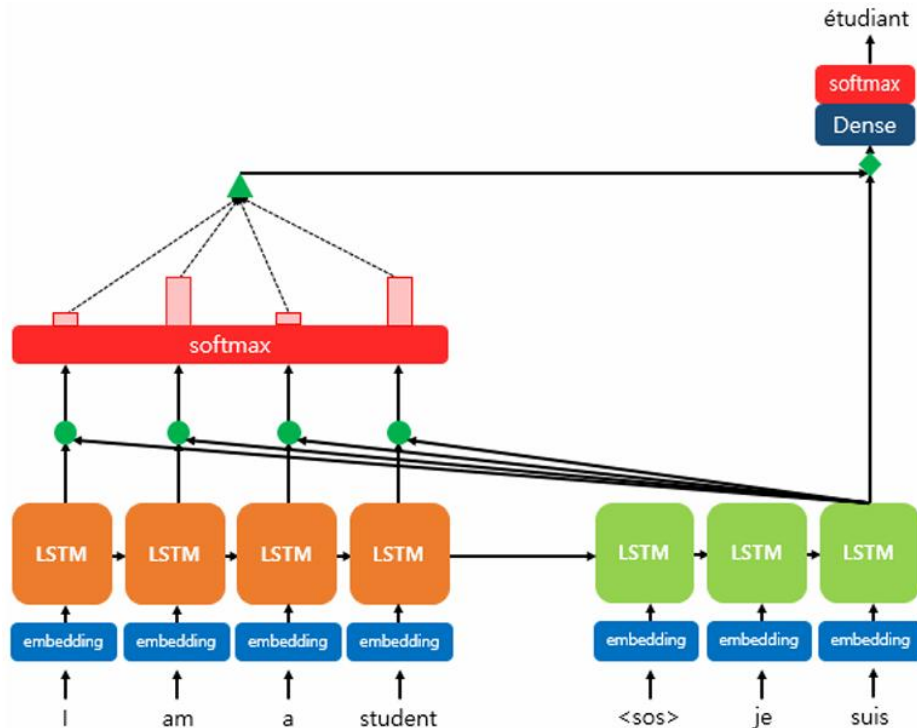 étudiant
softmax
Dense
softmax
LSTM LSTM LSTM LSTM LSTM LSTM LSTM
embedding embedding embedding embedding embedding embedding embedding
I am a student <sos> je suis